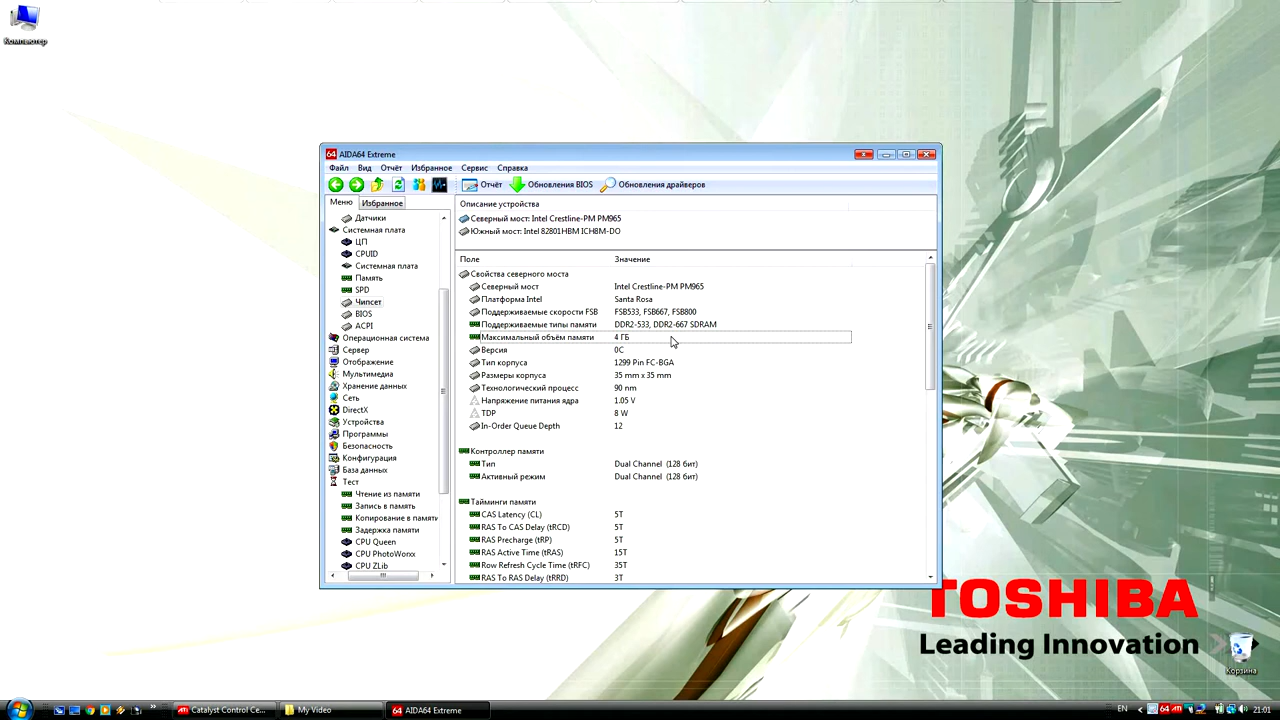 Компьютер
AIDA64 Extreme
Файл Вид Отчёт Избранное Сервис Справка
Отчёт Обновления BIOS Обновления драйверов
Меню Избранное
Датчики
Системная плата
ЦП
CPUID
Системная плата
Память
SPD
Чипсет
BIOS
ACPI
Операционная система
Сервер
Отображение
Мультимедиа
Хранение данных
Сеть
DirectX
Устройства
Программы
Безопасность
Конфигурация
База данных
Тест
Чтение из памяти
Запись в память
Копирование в памяти
Задержка памяти
CPU Queen
CPU PhotoWorxx
CPU ZLib
Описание устройства
Северный мост: Intel Crestline-PM PM965
Южный мост: Intel 82801HBM ICH8M-DO
Поле Значение
Свойства северного моста
Северный мост Intel Crestline-PM PM965
Платформа Intel Santa Rosa
Поддерживаемые скорости FSB FSB533, FSB667, FSB800
Поддерживаемые типы памяти DDR2-533, DDR2-667 SDRAM
Максимальный объём памяти 4 ГБ
Версия 0C
Тип корпуса 1299 Pin FC-BGA
Размеры корпуса 35 mm x 35 mm
Технологический процесс 90 nm
Напряжение питания ядра 1.05 V
TDP 8 W
In-Order Queue Depth 12
Контроллер памяти
Тип Dual Channel (128 бит)
Активный режим Dual Channel (128 бит)
Тайминги памяти
CAS Latency (CL) 5T
RAS To CAS Delay (tRCD) 5T
RAS Precharge (tRP) 5T
RAS Active Time (tRAS) 15T
Row Refresh Cycle Time (tRFC) 35T
RAS To RAS Delay (tRRD) 3T
TOSHIBA
Leading Innovation
Корзина
Catalyst Control Ce... My Video AIDA64 Extreme EN 21:01